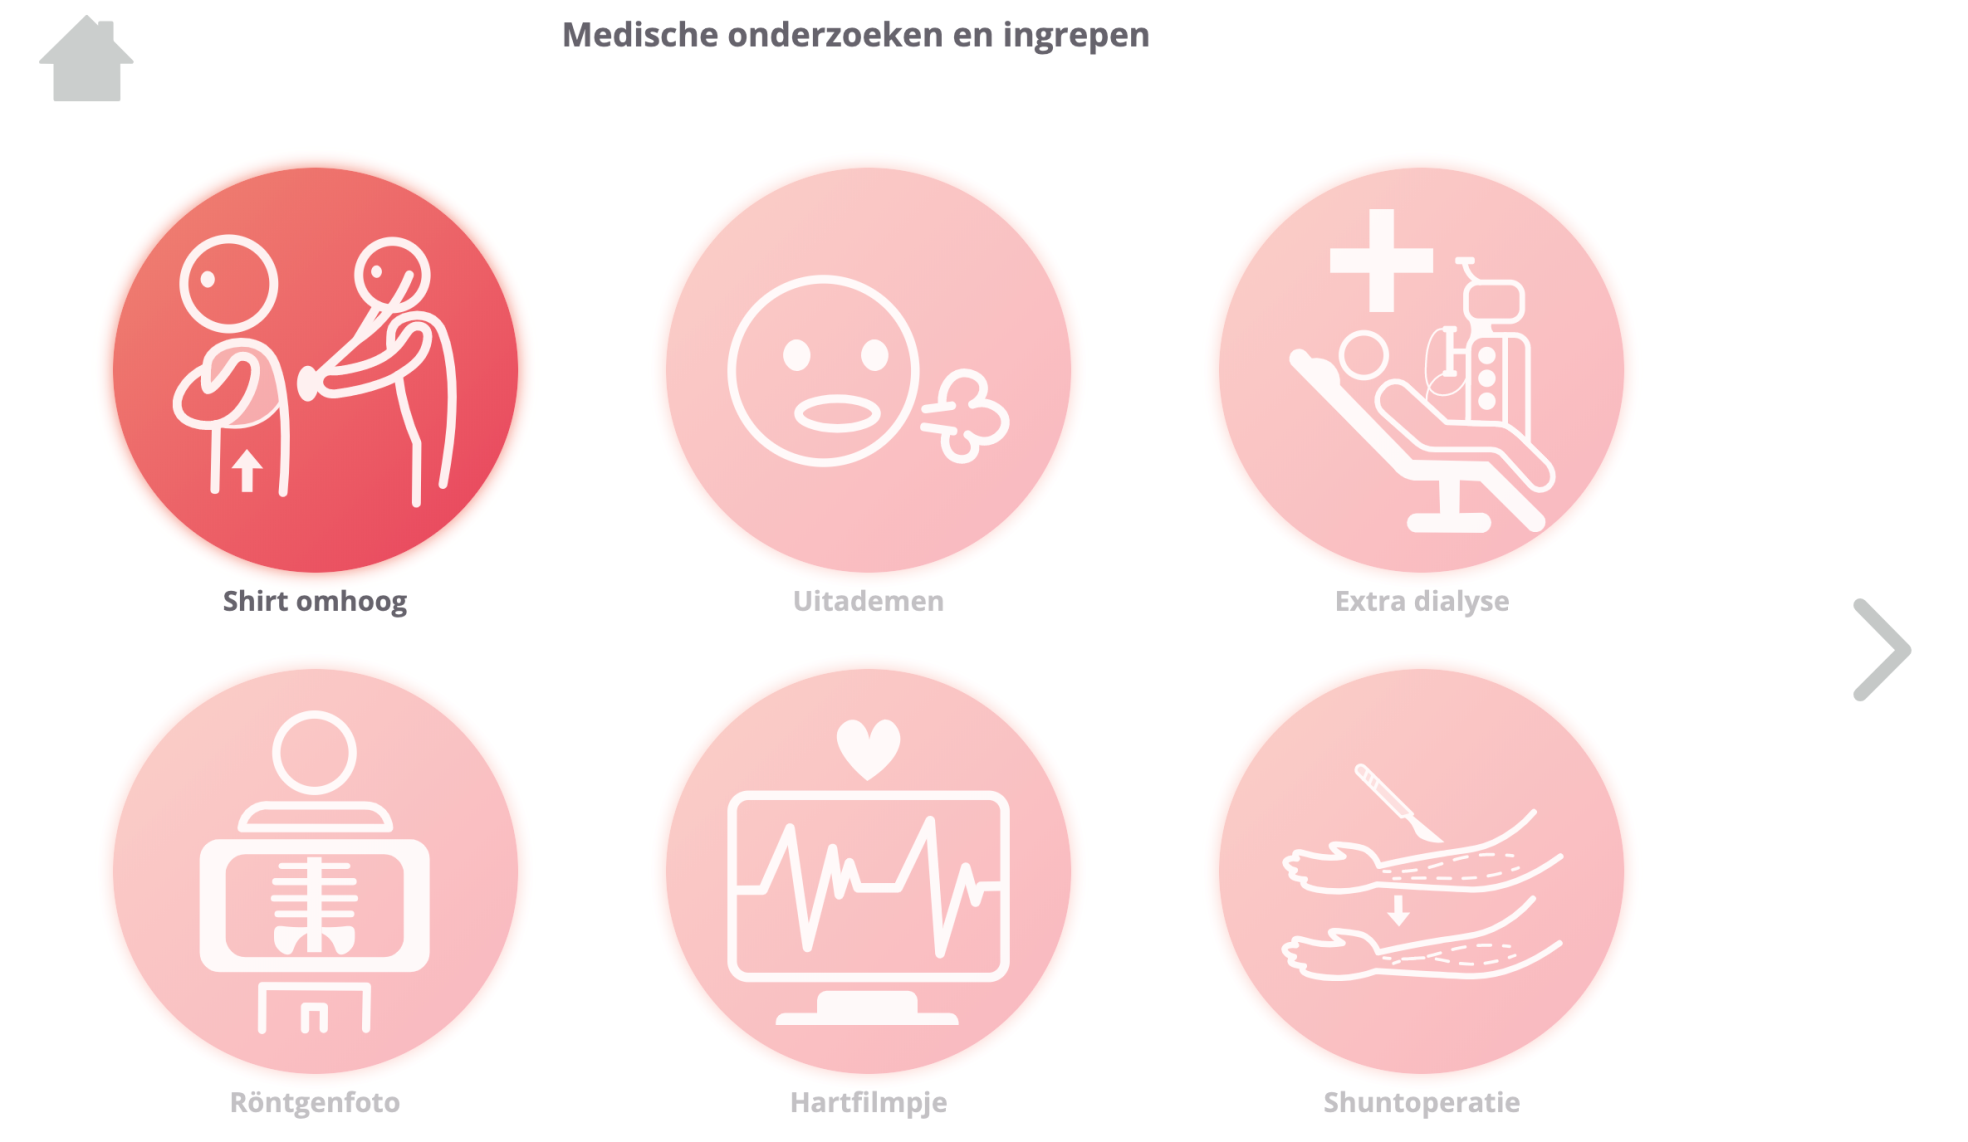 Medische onderzoeken en ingrepen
Shirt omhoog
Uitademen
Extra dialyse
Röntgenfoto
Hartfilmpje
Shuntoperatie